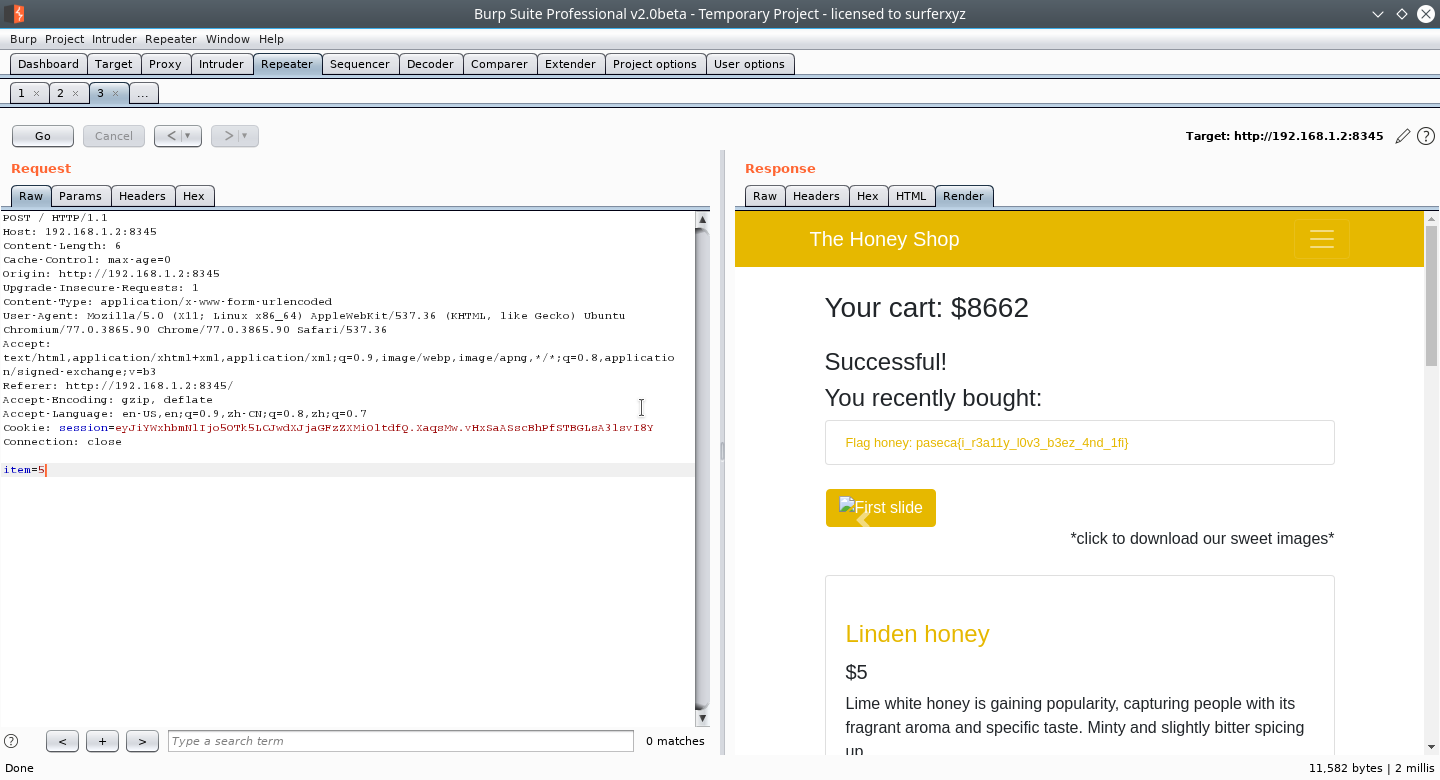 Burp Suite Professional v2.0beta - Temporary Project - licensed to surferxyz
Burp Project Intruder Repeater Window Help
Dashboard Target Proxy Intruder Repeater Sequencer Decoder Comparer Extender Project options User options
1 × 2 × 3 × ...
Go Cancel < > Target: http://192.168.1.2:8345
Request
Raw Params Headers Hex
POST / HTTP/1.1
Host: 192.168.1.2:8345
Content-Length: 6
Cache-Control: max-age=0
Origin: http://192.168.1.2:8345
Upgrade-Insecure-Requests: 1
Content-Type: application/x-www-form-urlencoded
User-Agent: Mozilla/5.0 (X11; Linux x86_64) AppleWebKit/537.36 (KHTML, like Gecko) Ubuntu
Chromium/77.0.3865.90 Chrome/77.0.3865.90 Safari/537.36
Accept:
text/html,application/xhtml+xml,application/xml;q=0.9,image/webp,image/apng,*/*;q=0.8,applicatio
n/signed-exchange;v=b3
Referer: http://192.168.1.2:8345/
Accept-Encoding: gzip, deflate
Accept-Language: en-US,en;q=0.9,zh-CN;q=0.8,zh;q=0.7
Cookie: session=
Connection: close
item=5
? < + > Type a search term 0 matches
Response
Raw Headers Hex HTML Render
The Honey Shop
Your cart: $8662
Successful!
You recently bought:
Flag honey: paseca{i_r3a11y_l0v3_b3ez_4nd_1fi}
First slide
*click to download our sweet images*
Linden honey
$5
Lime white honey is gaining popularity, capturing people with its
fragrant aroma and specific taste. Minty and slightly bitter spicing
up
Done 11,582 bytes | 2 millis